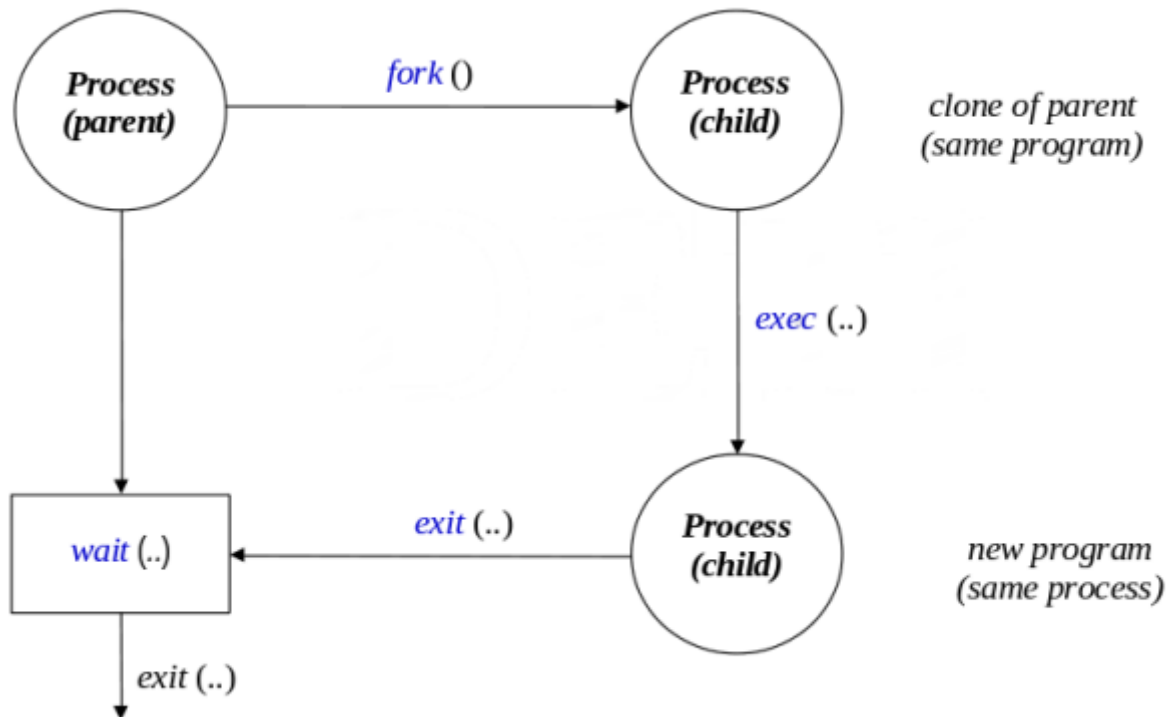 Process
(parent)
fork ()
Process
(child)
clone of parent
(same program)
exec (..)
wait (..)
exit (..)
Process
(child)
new program
(same process)
exit (..)